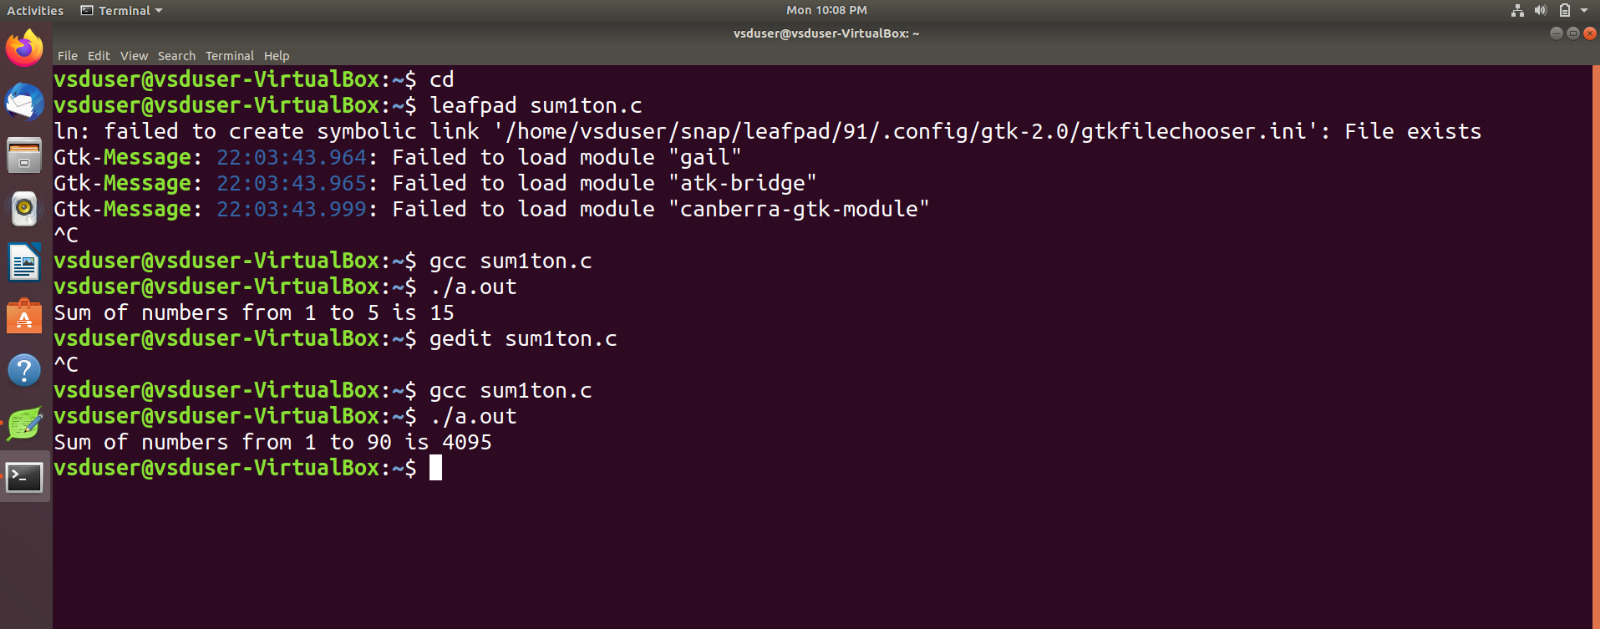 Activities Terminal Mon 10:08 PM
vsduser@vsduser-VirtualBox: ~
File Edit View Search Terminal Help
vsduser@vsduser-VirtualBox:~$ cd
vsduser@vsduser-VirtualBox:~$ leafpad sum1ton.c
ln: failed to create symbolic link '/home/vsduser/snap/leafpad/91/.config/gtk-2.0/gtkfilechooser.ini': File exists
Gtk-Message: 22:03:43.964: Failed to load module "gail"
Gtk-Message: 22:03:43.965: Failed to load module "atk-bridge"
Gtk-Message: 22:03:43.999: Failed to load module "canberra-gtk-module"
^C
vsduser@vsduser-VirtualBox:~$ gcc sum1ton.c
vsduser@vsduser-VirtualBox:~$ ./a.out
Sum of numbers from 1 to 5 is 15
vsduser@vsduser-VirtualBox:~$ gedit sum1ton.c
^C
vsduser@vsduser-VirtualBox:~$ gcc sum1ton.c
vsduser@vsduser-VirtualBox:~$ ./a.out
Sum of numbers from 1 to 90 is 4095
vsduser@vsduser-VirtualBox:~$